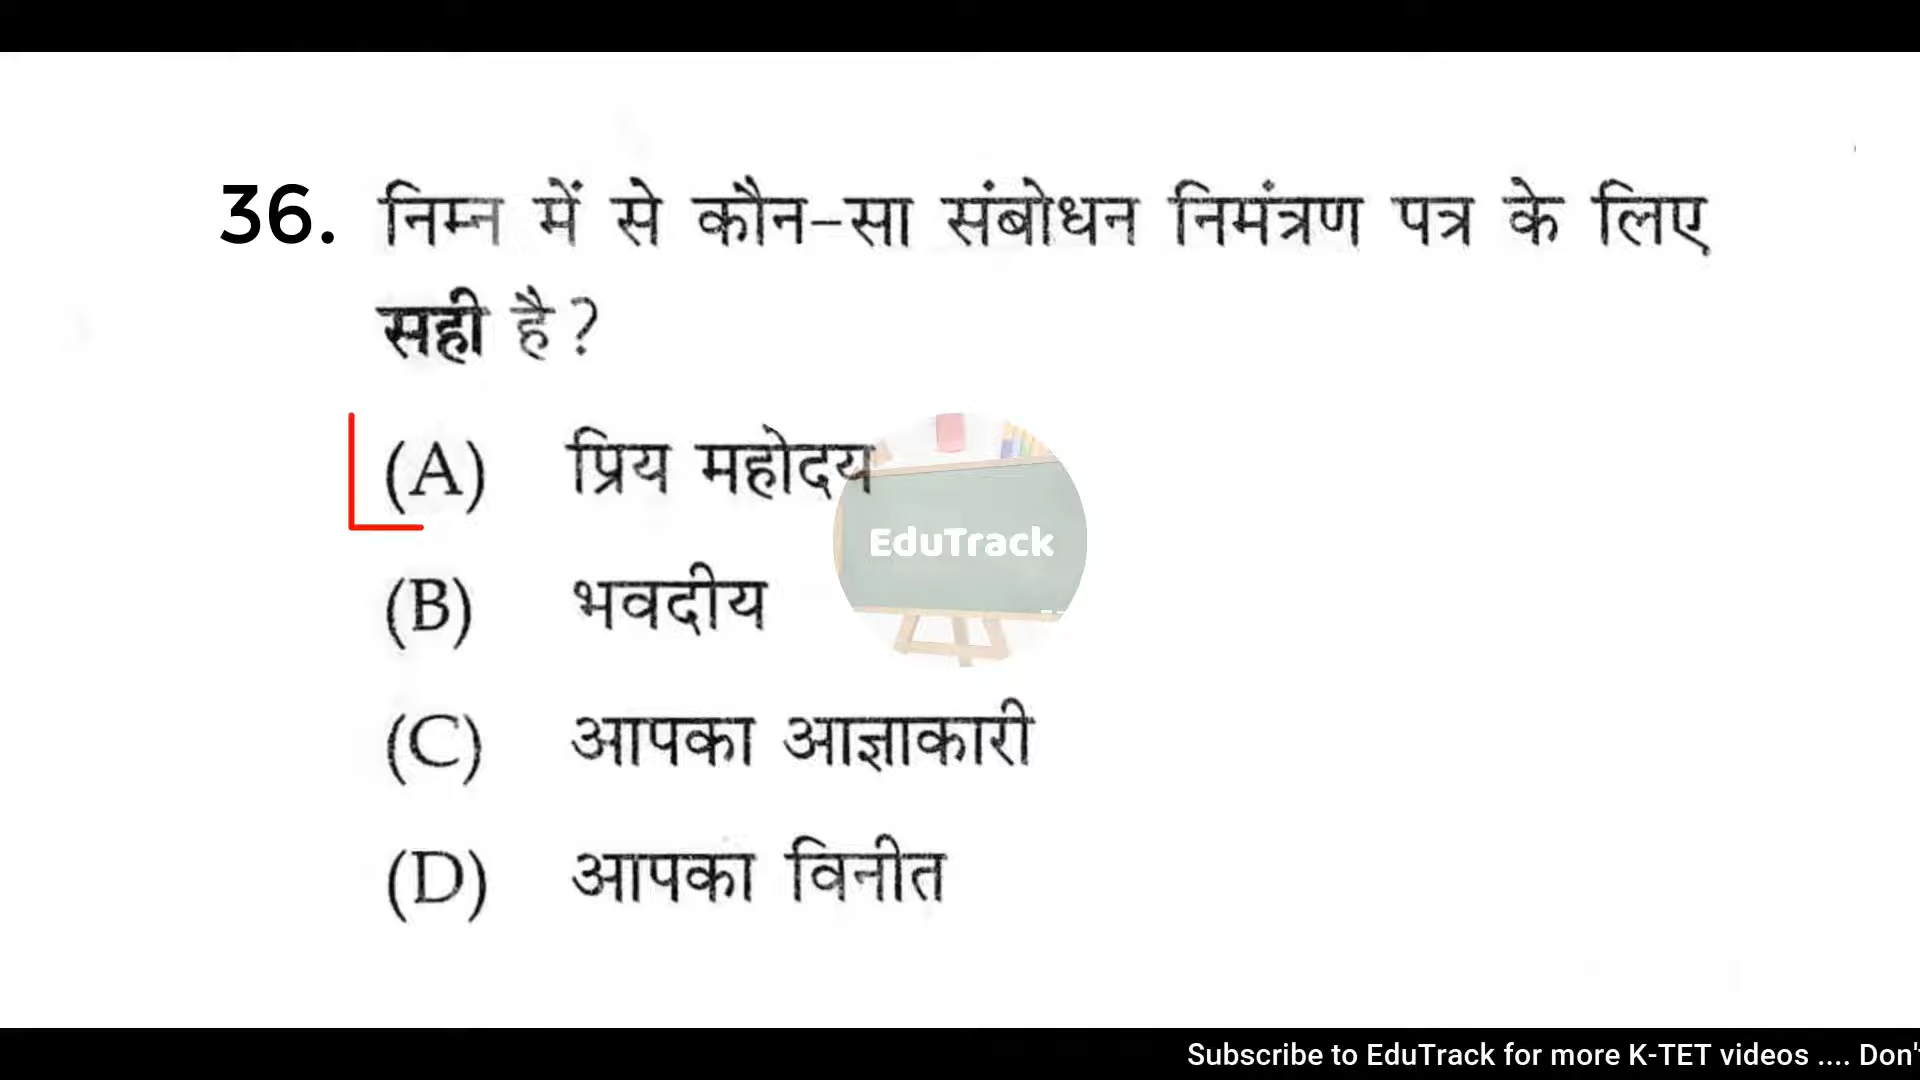 36. निम्न में से कौन-सा संबोधन निमंत्रण पत्र के लिए
सही है ?
(A) प्रिय महोदय
EduTrack
(B) भवदीय
(C) आपका आज्ञाकारी
(D) आपका विनीत
Subscribe to EduTrack for more K-TET videos .... Don'